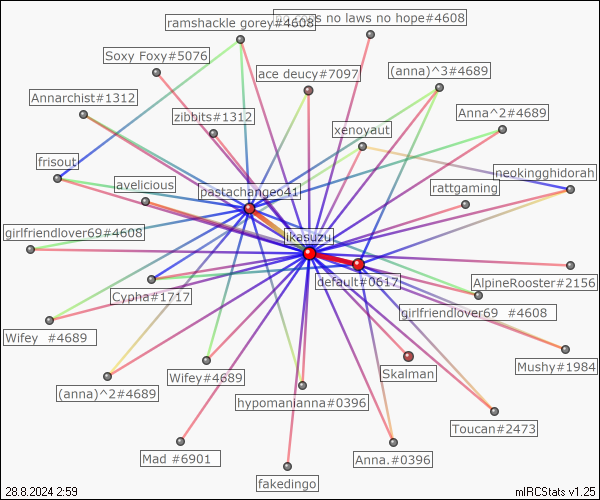 ramshackle gorey#4608
no laws no hope#4608
Soxy Foxy#5076
ace deucy#7097
(anna)^3#4689
Annarchist#1312
zibbits#1312
Anna^2#4689
xenoyaut
frisout
avelicious
pastachangeo41
rattgaming
neokingghidorah
girlfriendlover69#4608
ikasuzu
default#0617
AlpineRooster#2156
Cypha#1717
girlfriendlover69 #4608
Wifey #4689
Mushy#1984
Wifey#4689
Skalman
(anna)^2#4689
hypomanianna#0396
Toucan#2473
Mad #6901
Anna.#0396
fakedingo
28.8.2024 2:59
mIRCStats v1.25